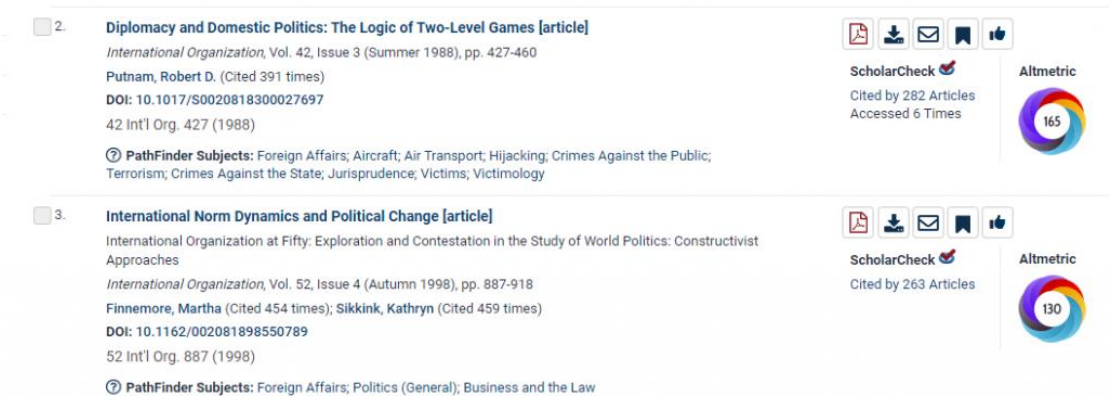 2. Diplomacy and Domestic Politics: The Logic of Two-Level Games [article]
International Organization, Vol. 42, Issue 3 (Summer 1988), pp. 427-460
Putnam, Robert D. (Cited 391 times)
DOI: 10.1017/S0020818300027697
42 Int'l Org. 427 (1988)
PathFinder Subjects: Foreign Affairs; Aircraft; Air Transport; Hijacking; Crimes Against the Public;
Terrorism; Crimes Against the State; Jurisprudence; Victims; Victimology
ScholarCheck
Cited by 282 Articles
Accessed 6 Times
Altmetric
165
3. International Norm Dynamics and Political Change [article]
International Organization at Fifty: Exploration and Contestation in the Study of World Politics: Constructivist
Approaches
International Organization, Vol. 52, Issue 4 (Autumn 1998), pp. 887-918
Finnemore, Martha (Cited 454 times); Sikkink, Kathryn (Cited 459 times)
DOI: 10.1162/002081898550789
52 Int'l Org. 887 (1998)
PathFinder Subjects: Foreign Affairs; Politics (General); Business and the Law
ScholarCheck
Cited by 263 Articles
Altmetric
130